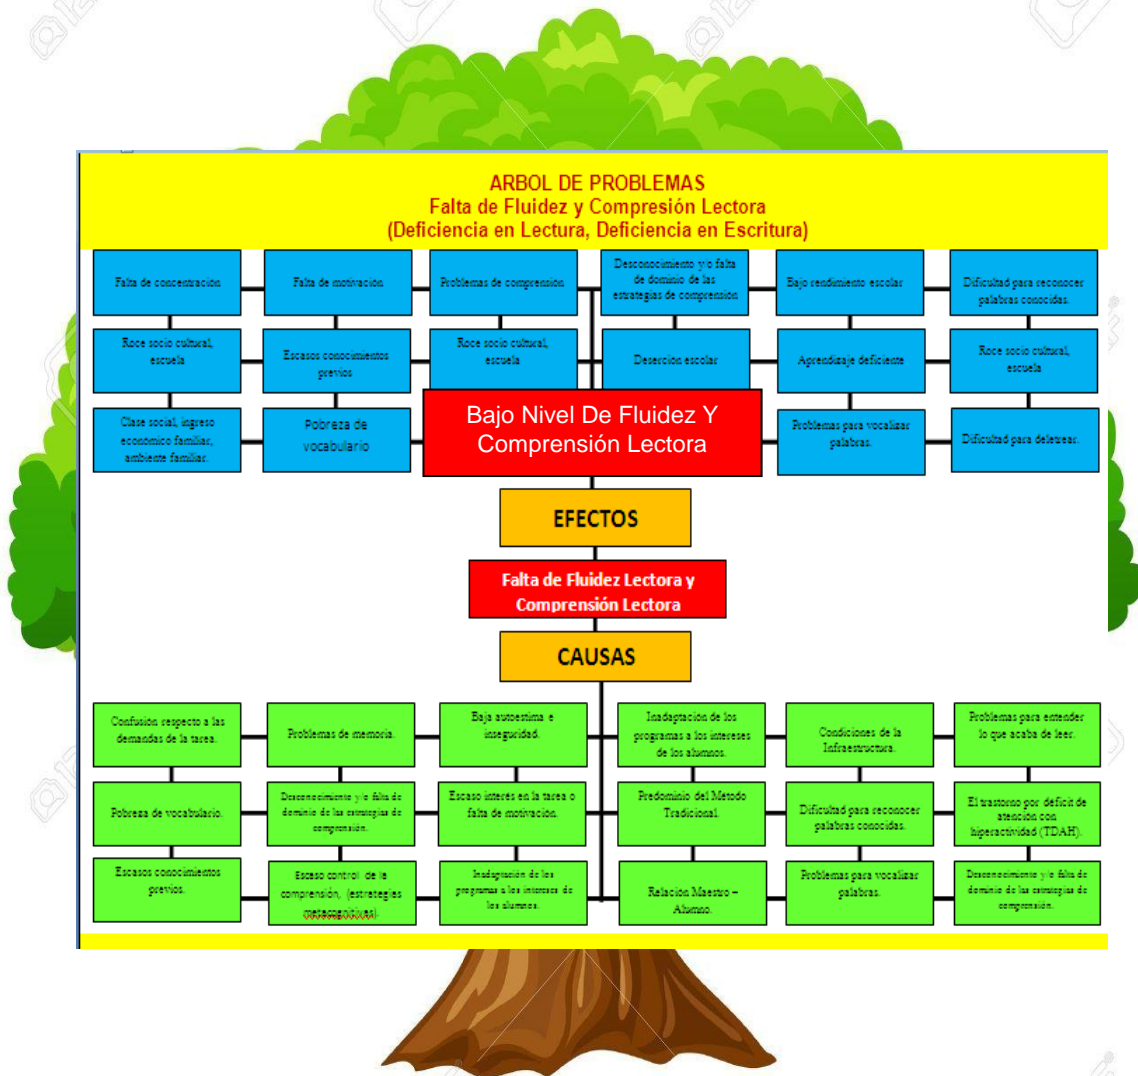 ARBOL DE PROBLEMAS
Falta de Fluidez y Compresión Lectora
(Deficiencia en Lectura, Deficiencia en Escritura)
Falta de concentración
Falta de motivación
Problemas de comprensión
Desconocimiento y/o falta
de dominio de las
estrategias de comprensión
Bajo rendimiento escolar
Dificultad para reconocer
palabras conocidas.
Roce socio cultural,
escuela
Escasos conocimientos
previos
Roce socio cultural,
escuela
Deserción escolar
Aprendizaje deficiente
Roce socio cultural,
escuela
Clase social, ingreso
económico familiar,
ambiente familiar.
Pobreza de
vocabulario
Bajo Nivel De Fluidez Y
Comprensión Lectora
Problemas para vocalizar
palabras.
Dificultad para deletrear.
EFECTOS
Falta de Fluidez Lectora y
Comprensión Lectora
CAUSAS
Confusión respecto a las
demandas de la tarea.
Problemas de memoria.
Baja autoestima e
inseguridad.
Inadaptación de los
programas a los intereses
de los alumnos.
Condiciones de la
Infraestructura.
Problemas para entender
lo que acaba de leer.
Pobreza de vocabulario.
Desconocimiento y/o falta de
dominio de las estrategias de
comprensión.
Escaso interés en la tarea o
falta de motivación.
Predominio del Método
Tradicional.
Dificultad para reconocer
palabras conocidas.
El trastorno por déficit de
atención con
hiperactividad (TDAH).
Escasos conocimientos
previos.
Escaso control de la
comprensión, (estrategias
metacognitivas).
Inadaptación de los
programas a los intereses de
los alumnos.
Relación Maestro –
Alumno.
Problemas para vocalizar
palabras.
Desconocimiento y/o falta de
dominio de las estrategias de
comprensión.